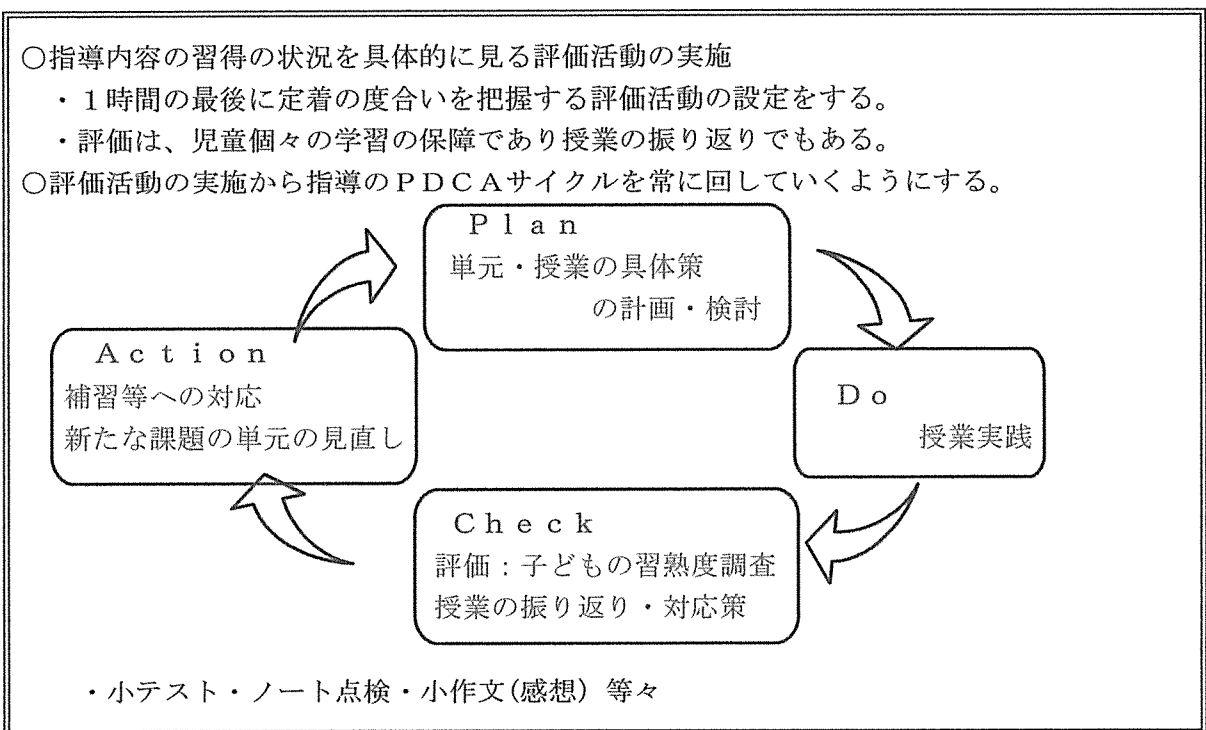 ○指導内容の習得の状況を具体的に見る評価活動の実施
・1時間の最後に定着の度合いを把握する評価活動の設定をする。
・評価は、児童個々の学習の保障であり授業の振り返りでもある。
○評価活動の実施から指導のPDCAサイクルを常に回していくようにする。
Plan
単元・授業の具体策
の計画・検討
Do
授業実践
Check
評価：子どもの習熟度調査
授業の振り返り・対応策
Action
補習等への対応
新たな課題の単元の見直し
・小テスト・ノート点検・小作文(感想) 等々